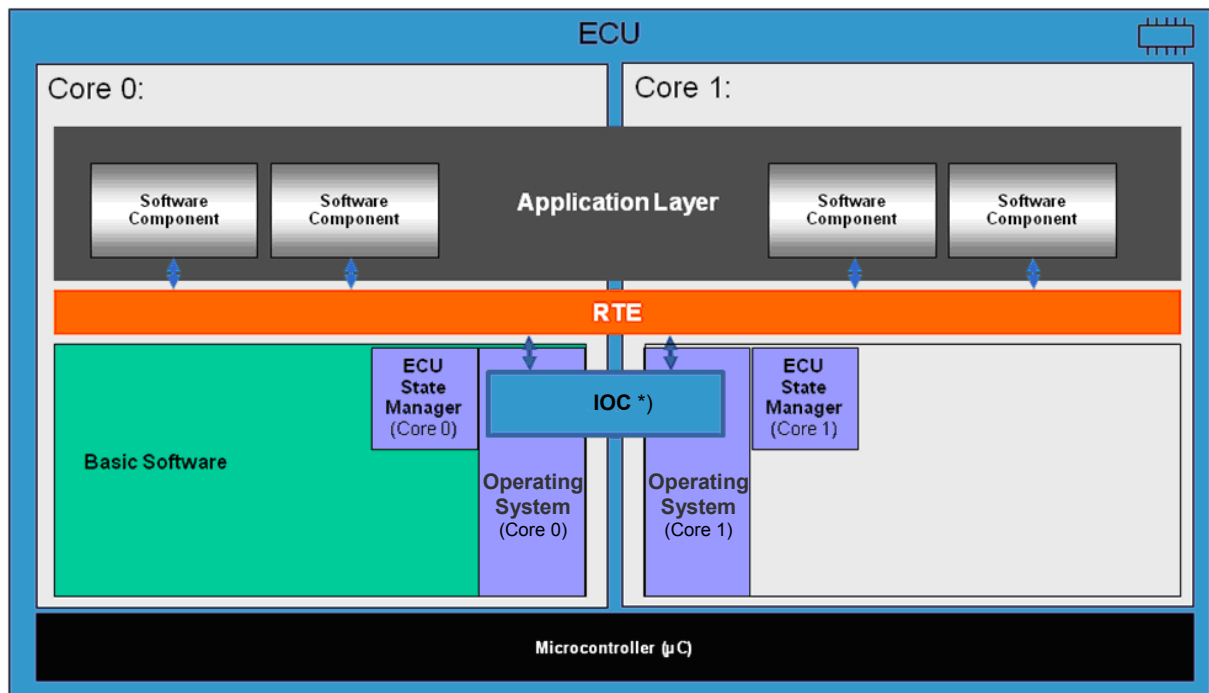 ECU
Core 0:
Core 1:
Software
Component
Software
Component
Application Layer
Software
Component
Software
Component
RTE
ECU
State
Manager
(Core 0)
IOC *)
ECU
State
Manager
(Core 1)
Basic Software
Operating
System
(Core 0)
Operating
System
(Core 1)
Microcontroller (µC)